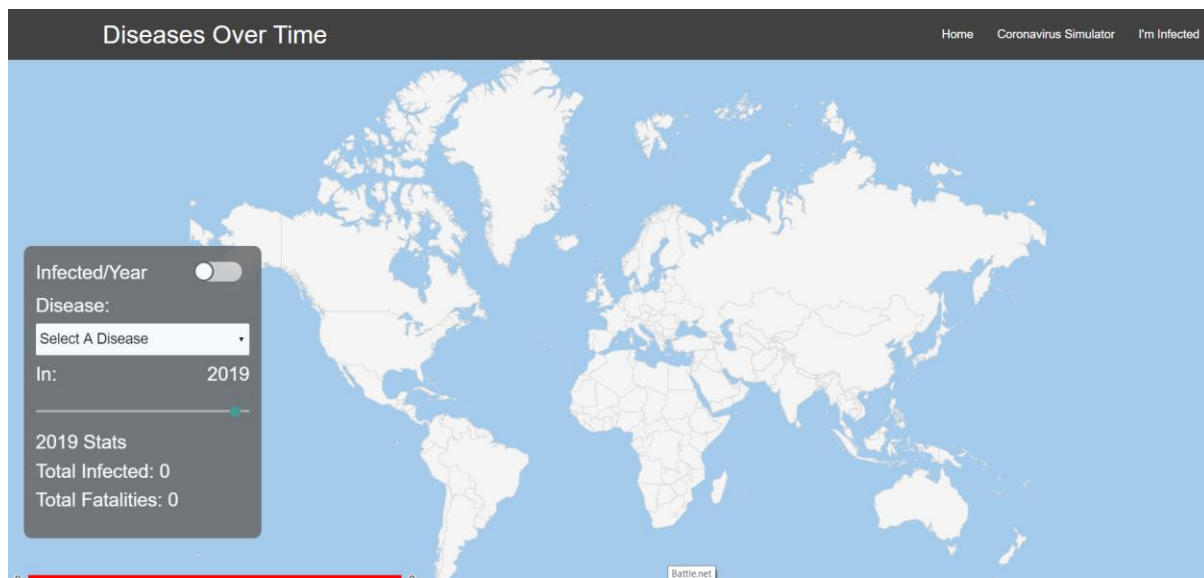 Diseases Over Time
Home Coronavirus Simulator I'm Infected
Infected/Year
Disease:
Select A Disease
In: 2019
2019 Stats
Total Infected: 0
Total Fatalities: 0
Battle.net